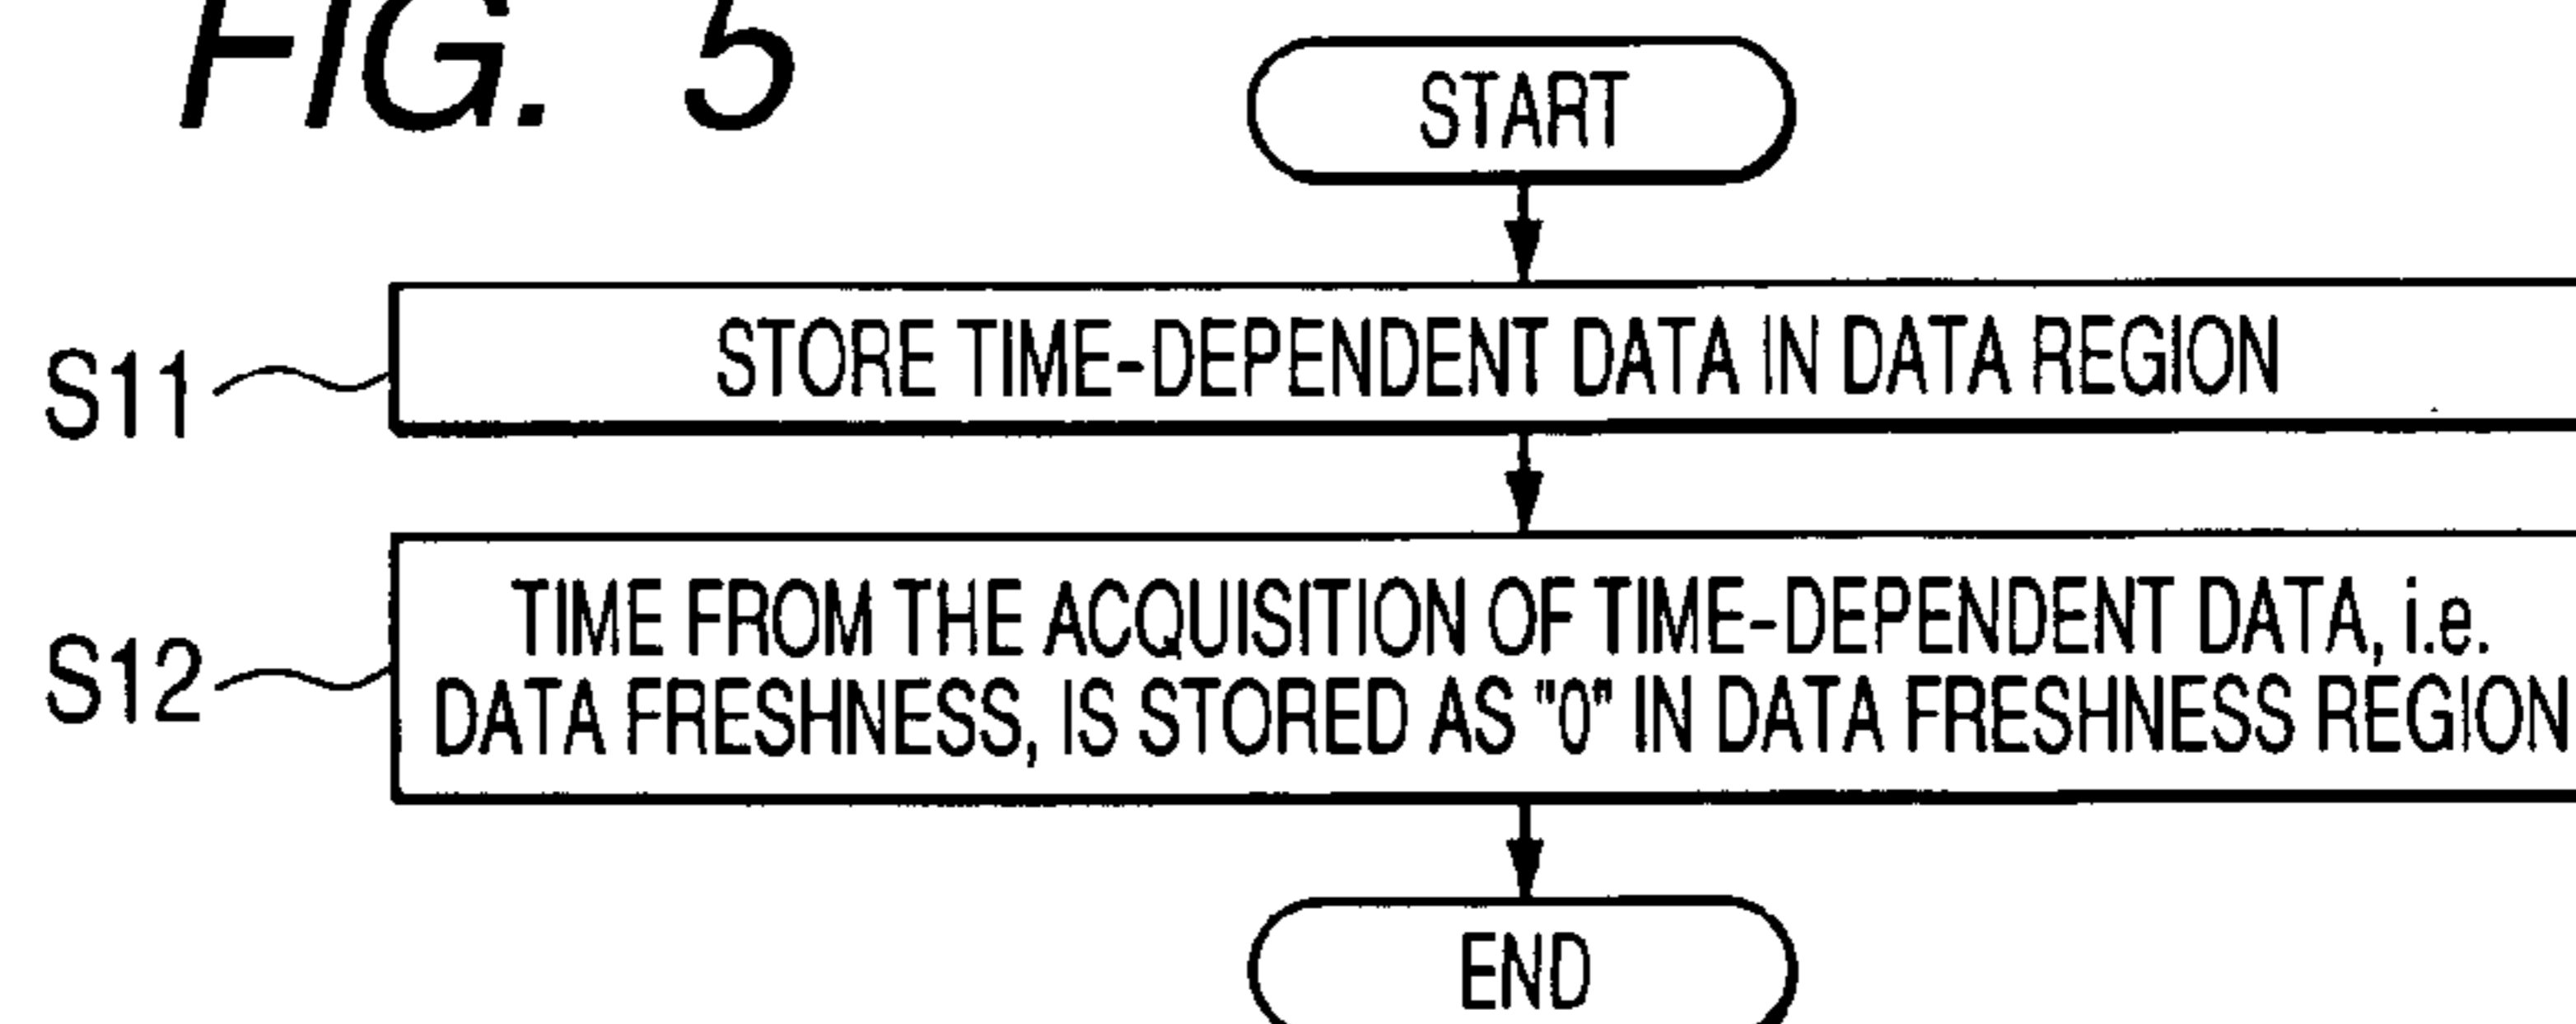 FIG. 5
START
S11
STORE TIME-DEPENDENT DATA IN DATA REGION
S12
TIME FROM THE ACQUISITION OF TIME-DEPENDENT DATA, i.e.
DATA FRESHNESS, IS STORED AS "0" IN DATA FRESHNESS REGION
END